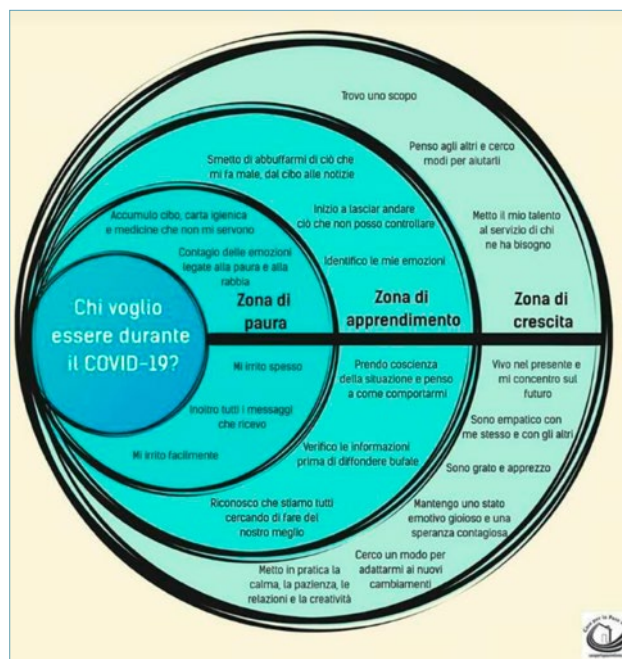 Trovo uno scopo
Penso agli altri e cerco
modi per aiutarli
Smetto di abbuffarmi di ciò che
mi fa male, dal cibo alle notizie
Accumulo cibo, carta igienica
e medicine che non mi servono
Inizio a lasciar andare
ciò che non posso controllare
Metto il mio talento
al servizio di chi
ne ha bisogno
Contagio delle emozioni
legate alla paura e alla
rabbia
Identifico le mie emozioni
Chi voglio
essere durante
il COVID-19?
Zona di
paura
Zona di
apprendimento
Zona di
crescita
Mi irrito spesso
Inoltro tutti i messaggi
che ricevo
Mi irrito facilmente
Prendo coscienza
della situazione e penso
a come comportarmi
Verifico le informazioni
prima di diffondere bufale
Riconosco che stiamo tutti
cercando di fare del
nostro meglio
Vivo nel presente e
mi concentro sul
futuro
Sono empatico con
me stesso e con gli altri
Sono grato e apprezzo
Mantengo uno stato
emotivo gioioso e una
speranza contagiosa
Cerco un modo per
adattarmi ai nuovi
cambiamenti
Metto in pratica la
calma, la pazienza, le
relazioni e la creatività